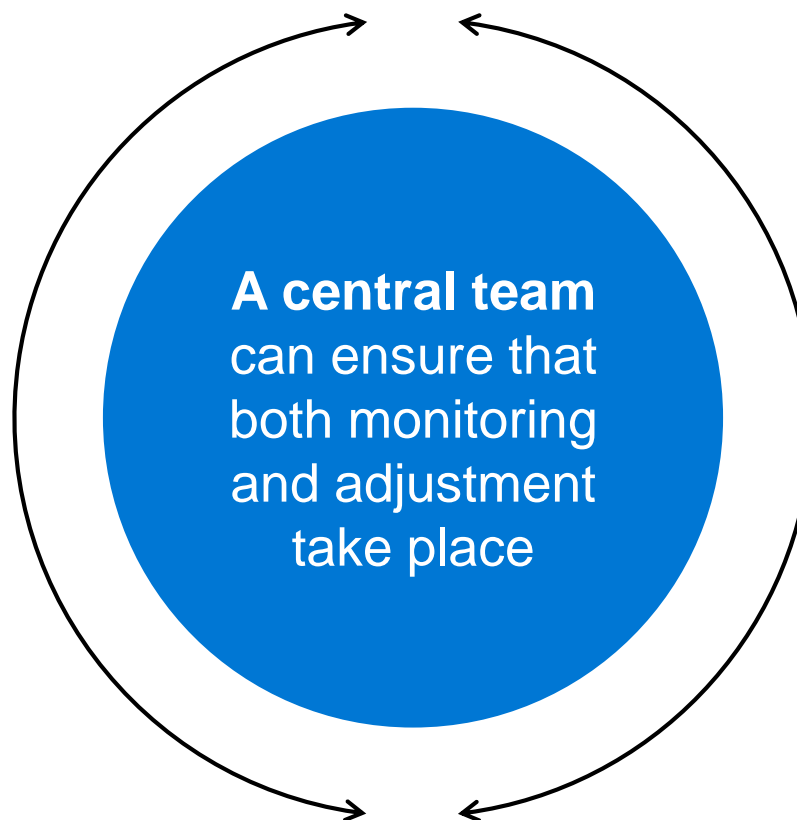 A central team
can ensure that
both monitoring
and adjustment
take place